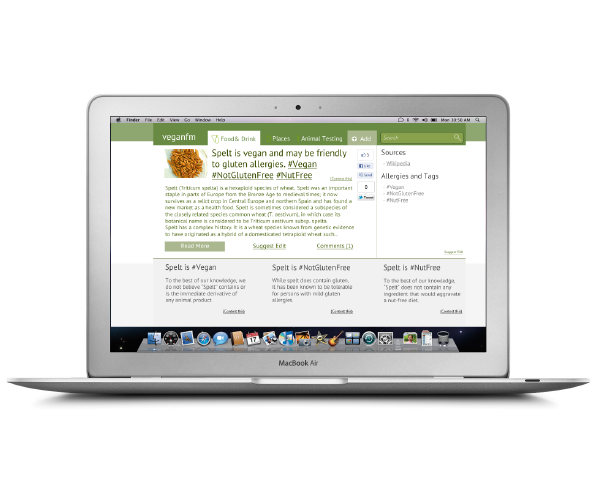 Finder File Edit View Go Window Help Mon 10:50 AM
veganfm Food & Drink Places Animal Testing Add Search
Spelt is vegan and may be friendly
to gluten allergies. #Vegan
#NotGlutenFree #NutFree
Spelt (Triticum spelta) is a hexaploid species of wheat. Spelt was an important
staple in parts of Europe from the Bronze Age to medieval times; it now
survives as a relict crop in Central Europe and northern Spain and has found a
new market as a health food. Spelt is sometimes considered a subspecies of
the closely related species common wheat (T. aestivum), in which case its
botanical name is considered to be Triticum aestivum subsp. spelta.
Spelt has a complex history. It is a wheat species known from genetic evidence
to have originated as a hybrid of a domesticated tetraploid wheat such...
Read More Suggest Edit Comments (1)
Like
0
Tweet
Sources
- Wikipedia
Allergies and Tags
- #Vegan
- #NotGlutenFree
- #NutFree
Suggest Edit
Spelt is #Vegan
To the best of our knowledge, we
do not believe "Spelt" contains or
is the immediate derivative of
any animal product
Spelt is #NotGlutenFree
While spelt does contain gluten,
it has been known to be tolerable
for persons with mild gluten
allergies.
Spelt is #NutFree
To the best of our knowledge,
"Spelt" does not contain any
ingredient that would aggravate
a nut-free dies.
17
MacBook Air